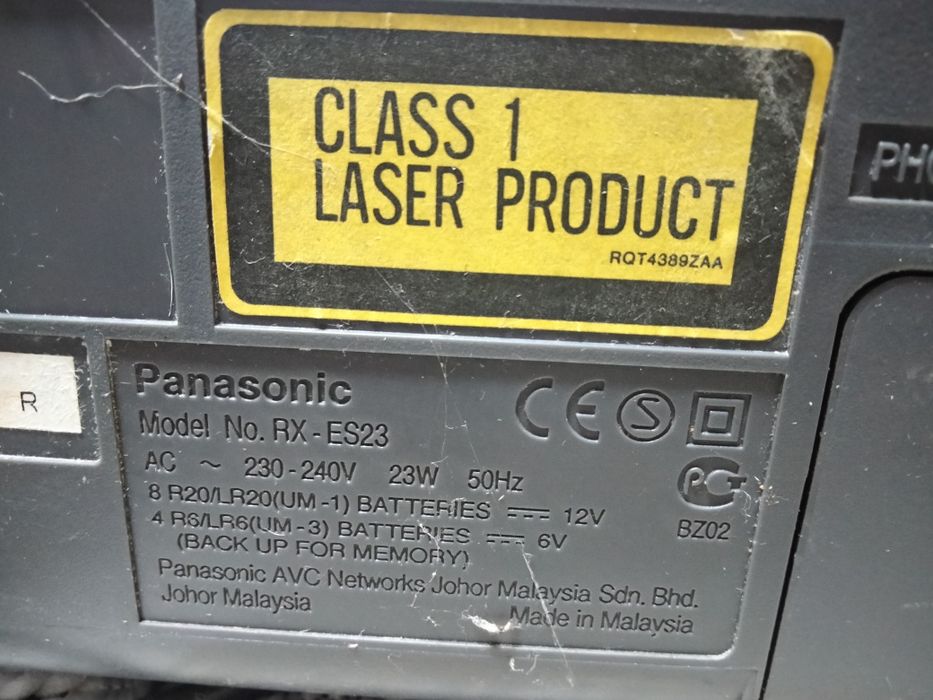 CLASS 1
LASER PRODUCT
RQT4389ZAA
R
Panasonic
Model No. RX-ES23
AC ~ 230-240V 23W 50Hz
8 R20/LR20(UM-1) BATTERIES ⎓ 12V
4 R6/LR6(UM-3) BATTERIES ⎓ 6V
(BACK UP FOR MEMORY)
Panasonic AVC Networks Johor Malaysia Sdn. Bhd.
Johor Malaysia Made in Malaysia
CE S
PG
BZ02